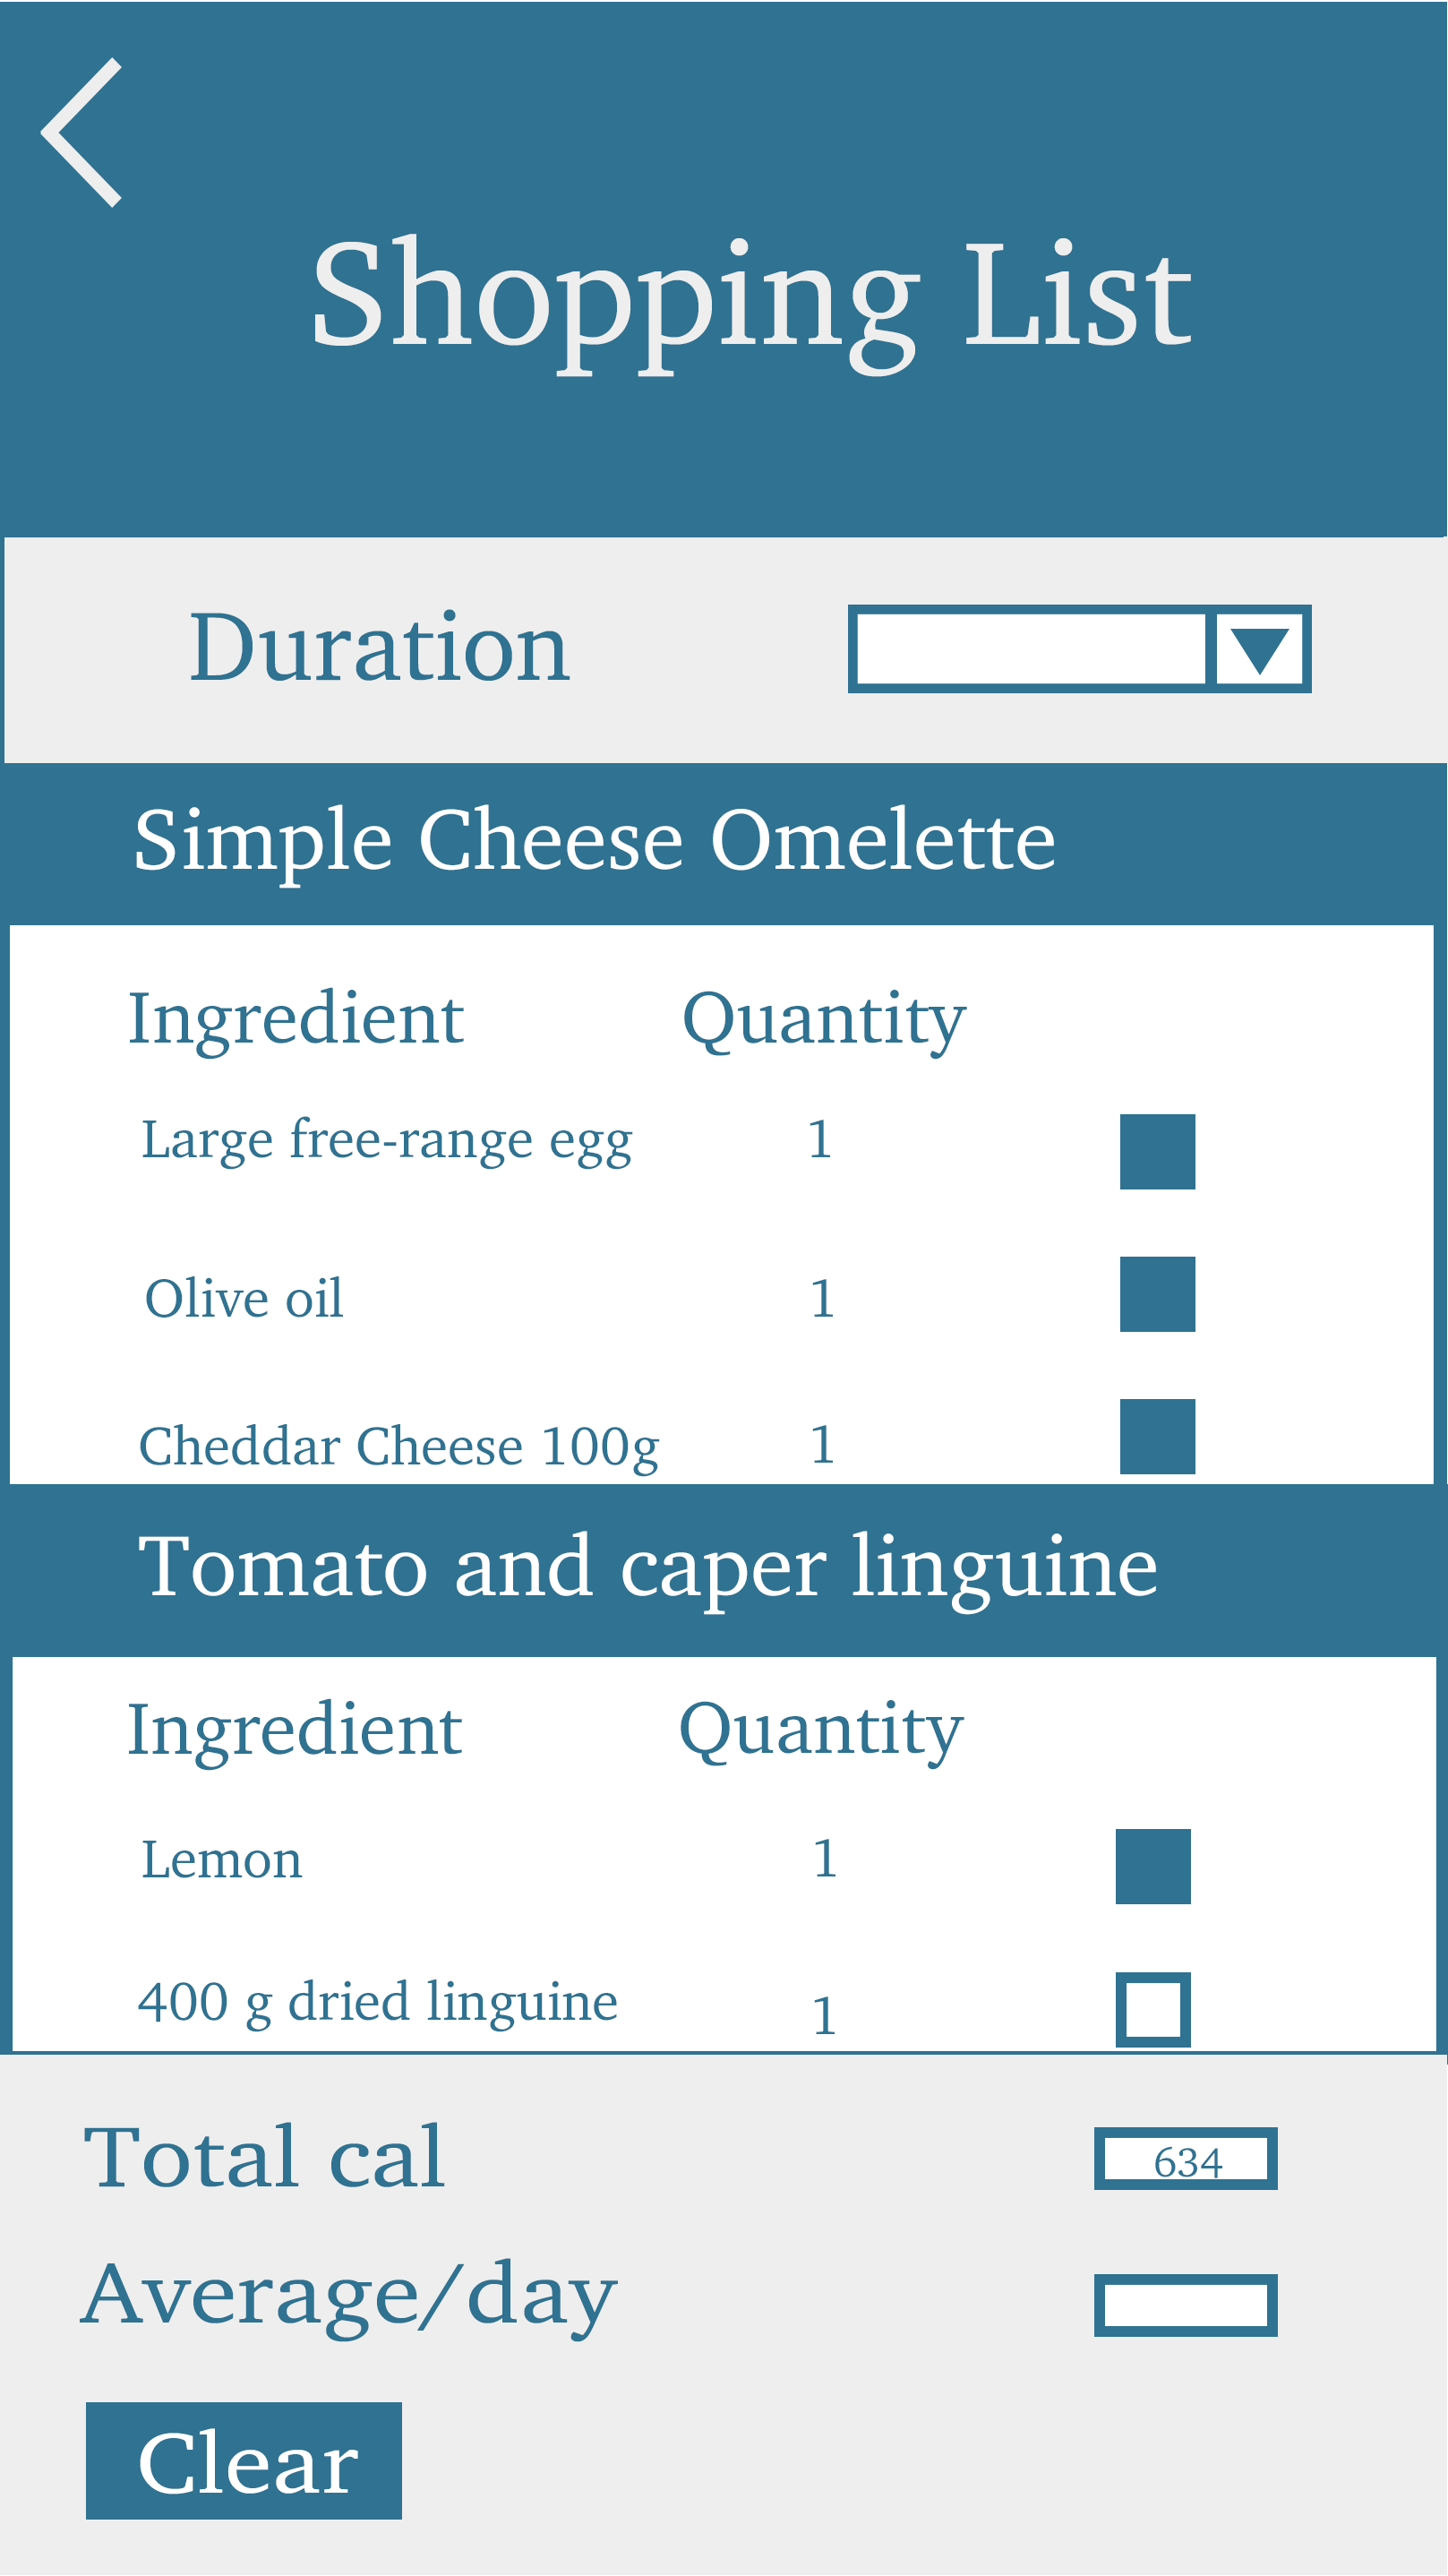 Shopping List
Duration
Simple Cheese Omelette
Ingredient Quantity
Large free-range egg 1
Olive oil 1
Cheddar Cheese 100g 1
Tomato and caper linguine
Ingredient Quantity
Lemon 1
400 g dried linguine 1
Total cal 634
Average/day
Clear